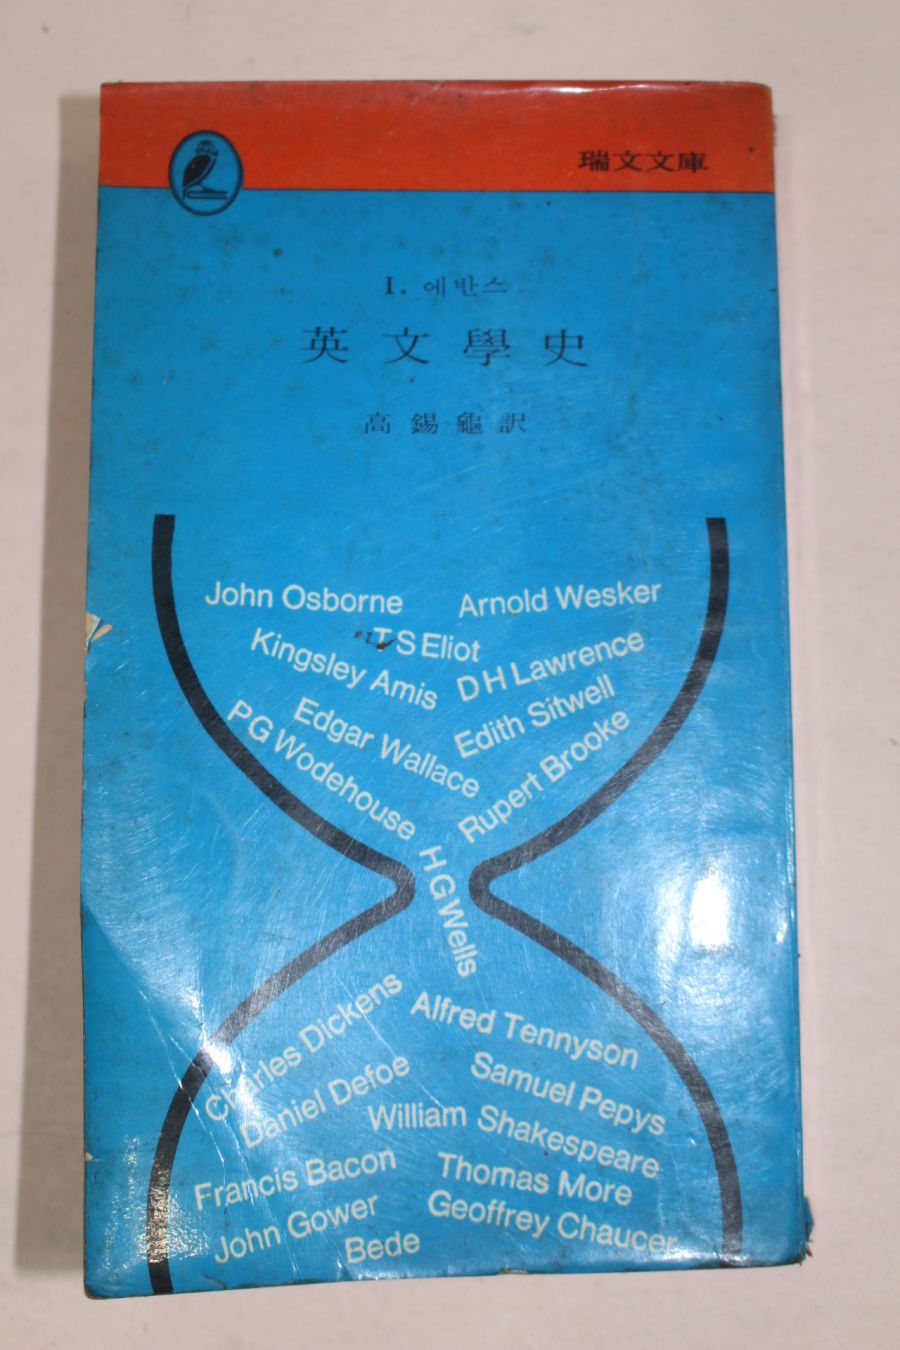 瑞文文庫
I. 에반스
英文學史
高錫龜 訳
John Osborne
Arnold Wesker
T S Eliot
Kingsley Amis
D H Lawrence
Edgar Wallace
Edith Sitwell
P G Wodehouse
Rupert Brooke
H G Wells
Charles Dickens
Alfred Tennyson
Daniel Defoe
Samuel Pepys
William Shakespeare
Francis Bacon
Thomas More
John Gower
Geoffrey Chaucer
Bede